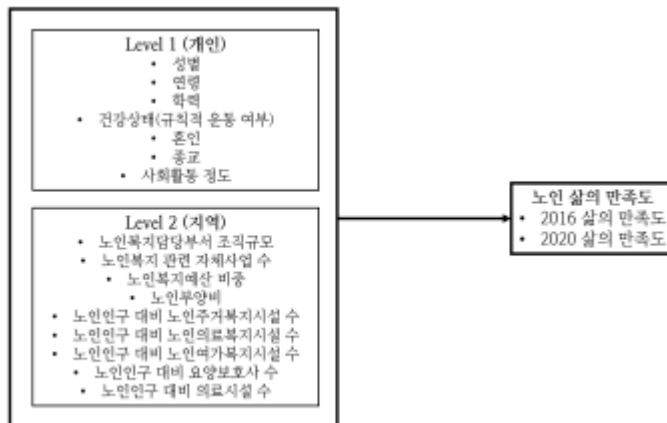 Level 1 (개인)
• 성별
• 연령
• 학력
• 건강상태(규칙적 운동 여부)
• 혼인
• 종교
• 사회활동 정도
Level 2 (지역)
• 노인복지담당부서 조직규모
• 노인복지 관련 자체사업 수
• 노인복지예산 비중
• 노인부양비
• 노인인구 대비 노인주거복지시설 수
• 노인인구 대비 노인의료복지시설 수
• 노인인구 대비 노인여가복지시설 수
• 노인인구 대비 요양보호사 수
• 노인인구 대비 의료시설 수
노인 삶의 만족도
• 2016 삶의 만족도
• 2020 삶의 만족도